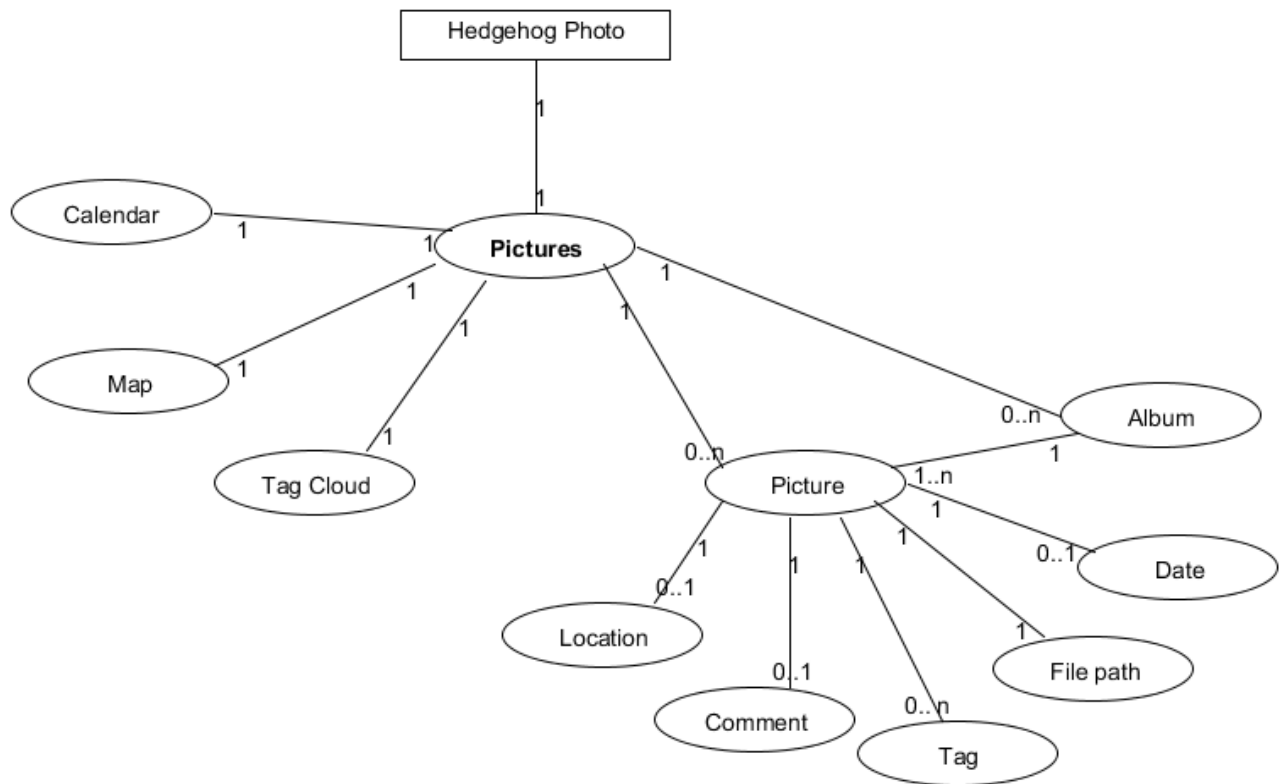 Hedgehog Photo
1
1
Calendar
1
1
Pictures
1
1
1
1
1
1
Map
1
0..n
Album
1
Tag Cloud
0..n
Picture
1..n
1
1
1
1
1
0..1
Date
0..1
Location
1
File path
0..1
Comment
0..n
Tag